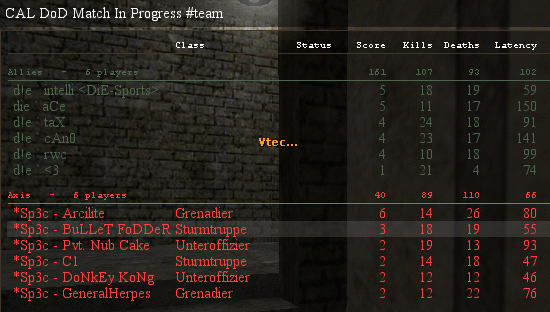 CAL DoD Match In Progress #team
Class Status Score Kills Deaths Latency
Allies - 6 players 151 107 93 102
d!e intelli <DiE-Sports> 5 18 19 59
die aCe 5 11 17 150
d!e taX 4 24 18 91
d!e cAn0 4 23 17 141
Vtec...
d!e rwc 4 10 18 99
d!e <3 1 21 4 74
Axis - 6 players 40 89 110 66
*Sp3c - Arcilite Grenadier 6 14 26 80
*Sp3c - BuLLeT FoDDeR Sturmtruppe 3 18 19 55
*Sp3c - Pvt. Nub Cake Unteroffizier 2 19 13 93
*Sp3c - C1 Sturmtruppe 2 14 18 47
*Sp3c - DoNkEy KoNg Unteroffizier 2 12 12 46
*Sp3c - GeneralHerpes Grenadier 2 12 22 76